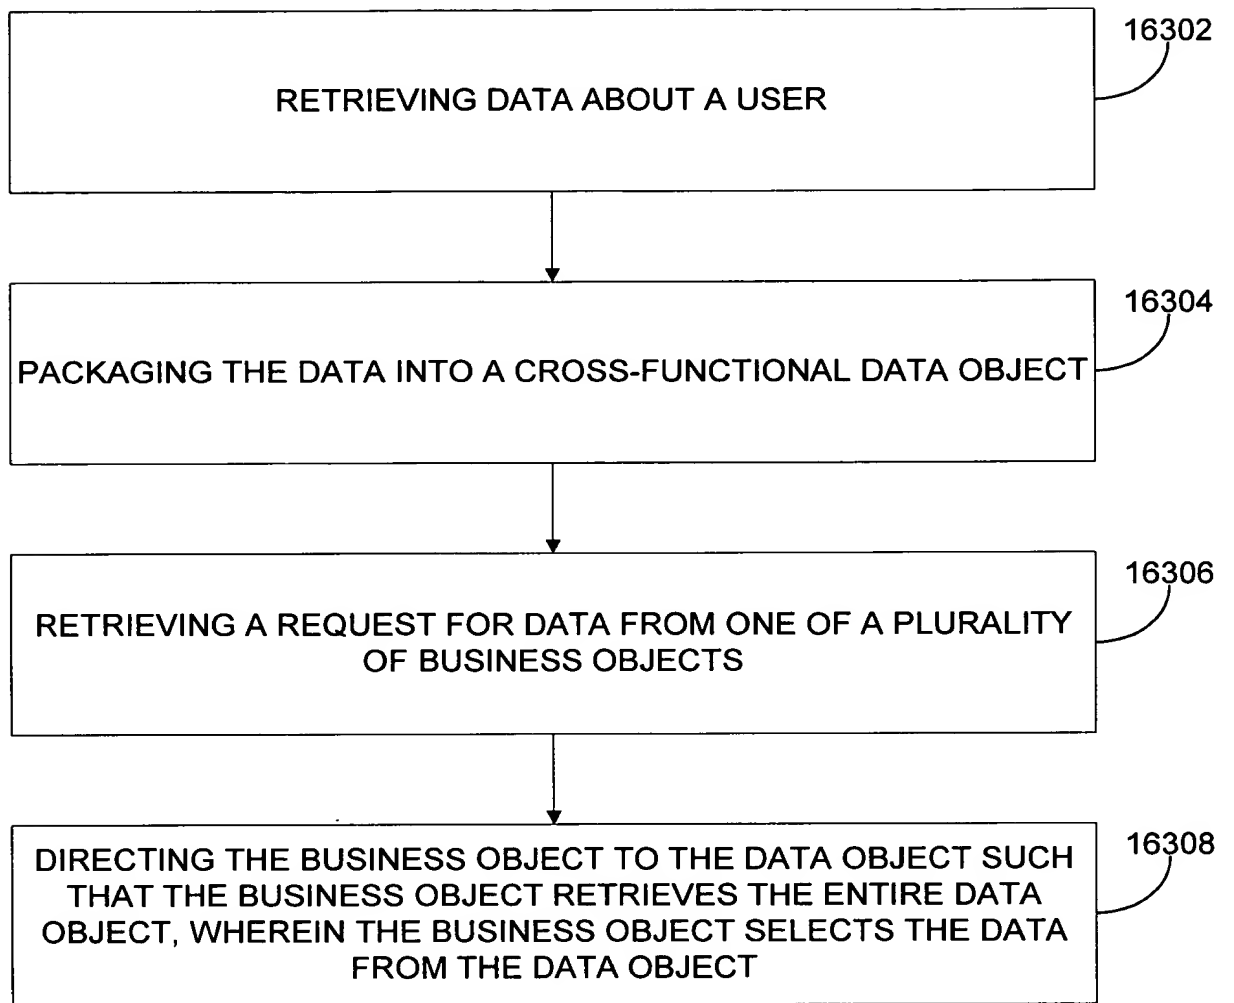 16302
RETRIEVING DATA ABOUT A USER
16304
PACKAGING THE DATA INTO A CROSS-FUNCTIONAL DATA OBJECT
16306
RETRIEVING A REQUEST FOR DATA FROM ONE OF A PLURALITY
OF BUSINESS OBJECTS
16308
DIRECTING THE BUSINESS OBJECT TO THE DATA OBJECT SUCH
THAT THE BUSINESS OBJECT RETRIEVES THE ENTIRE DATA
OBJECT, WHEREIN THE BUSINESS OBJECT SELECTS THE DATA
FROM THE DATA OBJECT